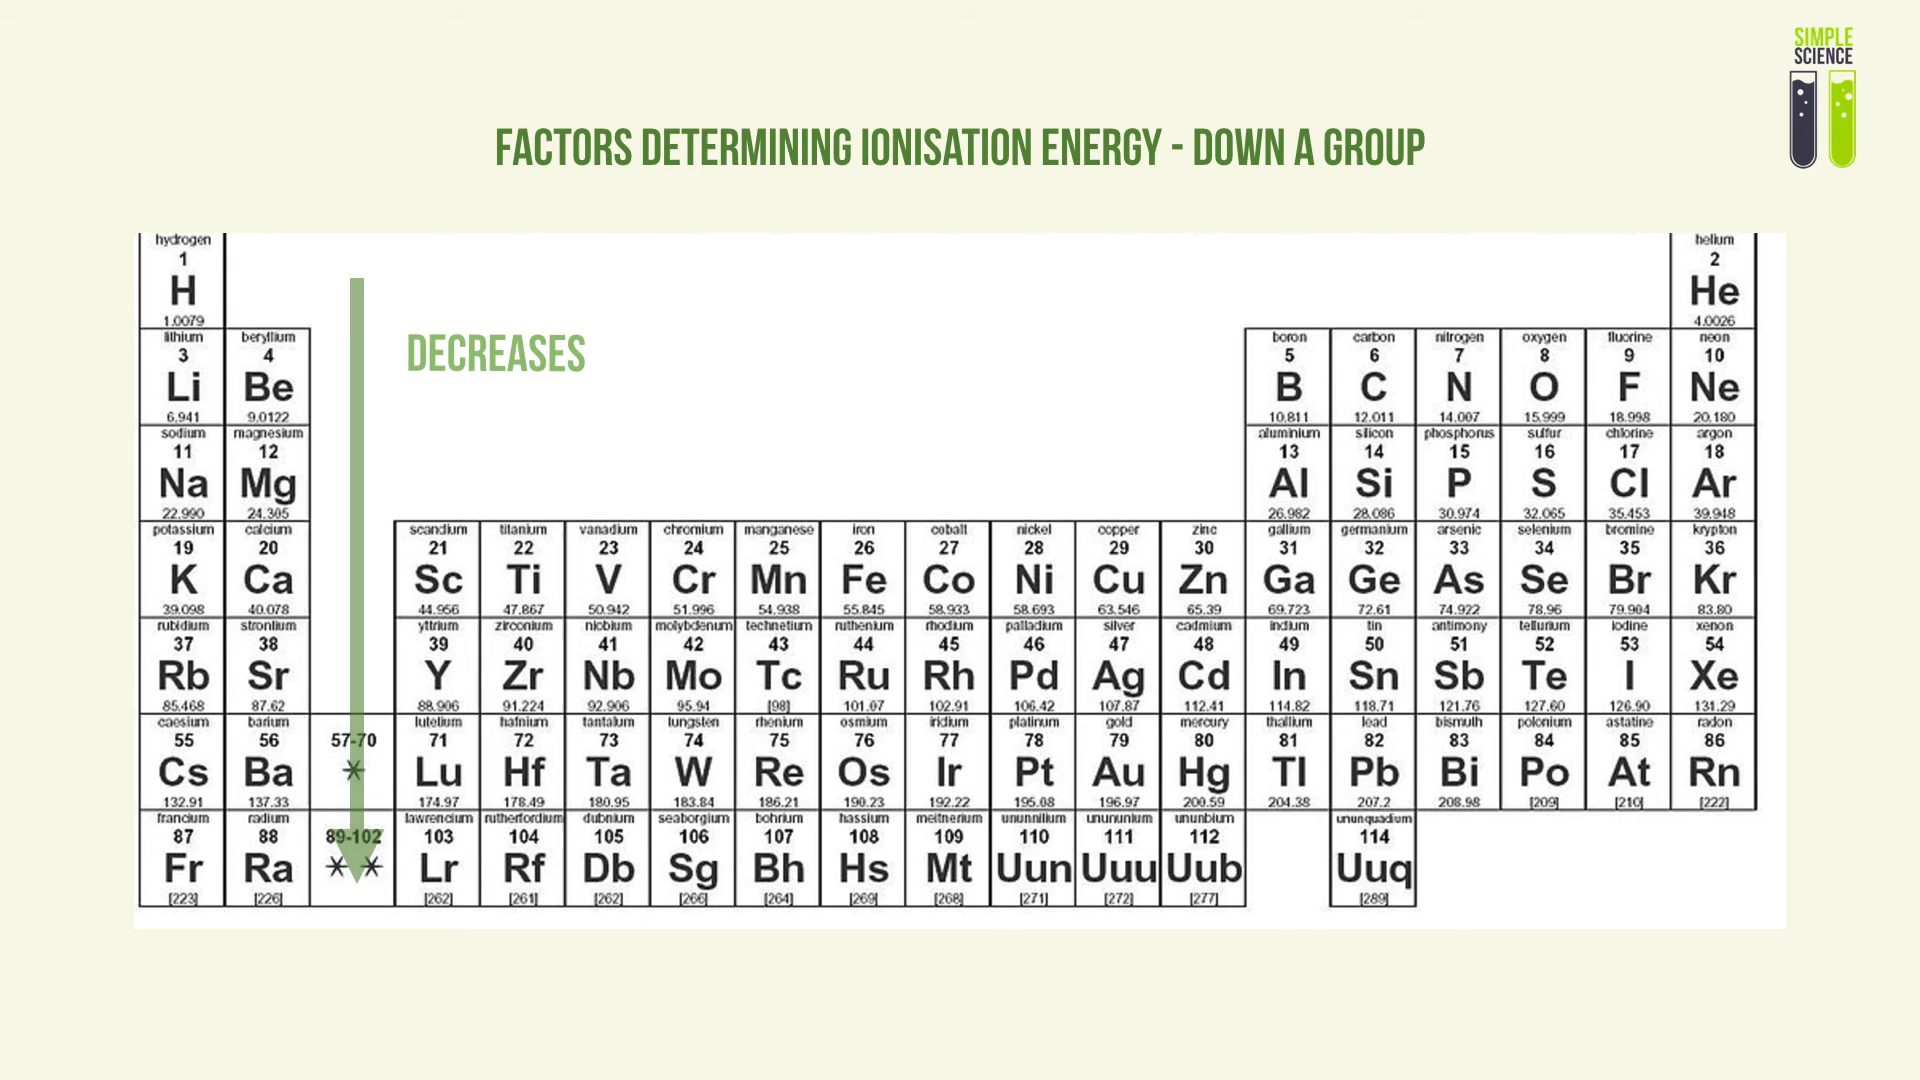 SIMPLE
SCIENCE
FACTORS DETERMINING IONISATION ENERGY - DOWN A GROUP
DECREASES
hydrogen helium
1 2
H He
1.0079 4.0026
lithium beryllium boron carbon nitrogen oxygen fluorine neon
3 4 5 6 7 8 9 10
Li Be B C N O F Ne
6.941 9.0122 10.811 12.011 14.007 15.999 18.998 20.180
sodium magnesium aluminium silicon phosphorus sulfur chlorine argon
11 12 13 14 15 16 17 18
Na Mg Al Si P S Cl Ar
22.990 24.305 26.982 28.086 30.974 32.065 35.453 39.948
potassium calcium scandium titanium vanadium chromium manganese iron cobalt nickel copper zinc gallium germanium arsenic selenium bromine krypton
19 20 21 22 23 24 25 26 27 28 29 30 31 32 33 34 35 36
K Ca Sc Ti V Cr Mn Fe Co Ni Cu Zn Ga Ge As Se Br Kr
39.098 40.078 44.956 47.867 50.942 51.996 54.938 55.845 58.933 58.693 63.546 65.39 69.723 72.61 74.922 78.96 79.904 83.80
rubidium strontium yttrium zirconium niobium molybdenum technetium ruthenium rhodium palladium silver cadmium indium tin antimony tellurium iodine xenon
37 38 39 40 41 42 43 44 45 46 47 48 49 50 51 52 53 54
Rb Sr Y Zr Nb Mo Tc Ru Rh Pd Ag Cd In Sn Sb Te I Xe
85.468 87.62 88.906 91.224 92.906 95.94 [98] 101.07 102.91 106.42 107.87 112.41 114.82 118.71 121.76 127.60 126.90 131.29
caesium barium lutetium hafnium tantalum tungsten rhenium osmium iridium platinum gold mercury thallium lead bismuth polonium astatine radon
55 56 57-70 71 72 73 74 75 76 77 78 79 80 81 82 83 84 85 86
Cs Ba * Lu Hf Ta W Re Os Ir Pt Au Hg Tl Pb Bi Po At Rn
132.91 137.33 174.97 178.49 180.95 183.84 186.21 190.23 192.22 195.08 196.97 200.59 204.38 207.2 208.98 [209] [210] [222]
francium radium lawrencium rutherfordium dubnium seaborgium bohrium hassium meitnerium ununnilium unununium ununbium ununquadium
87 88 89-102 103 104 105 106 107 108 109 110 111 112 114
Fr Ra * * Lr Rf Db Sg Bh Hs Mt Uun Uuu Uub Uuq
[223] [226] [262] [261] [262] [266] [264] [269] [268] [271] [272] [277] [289]